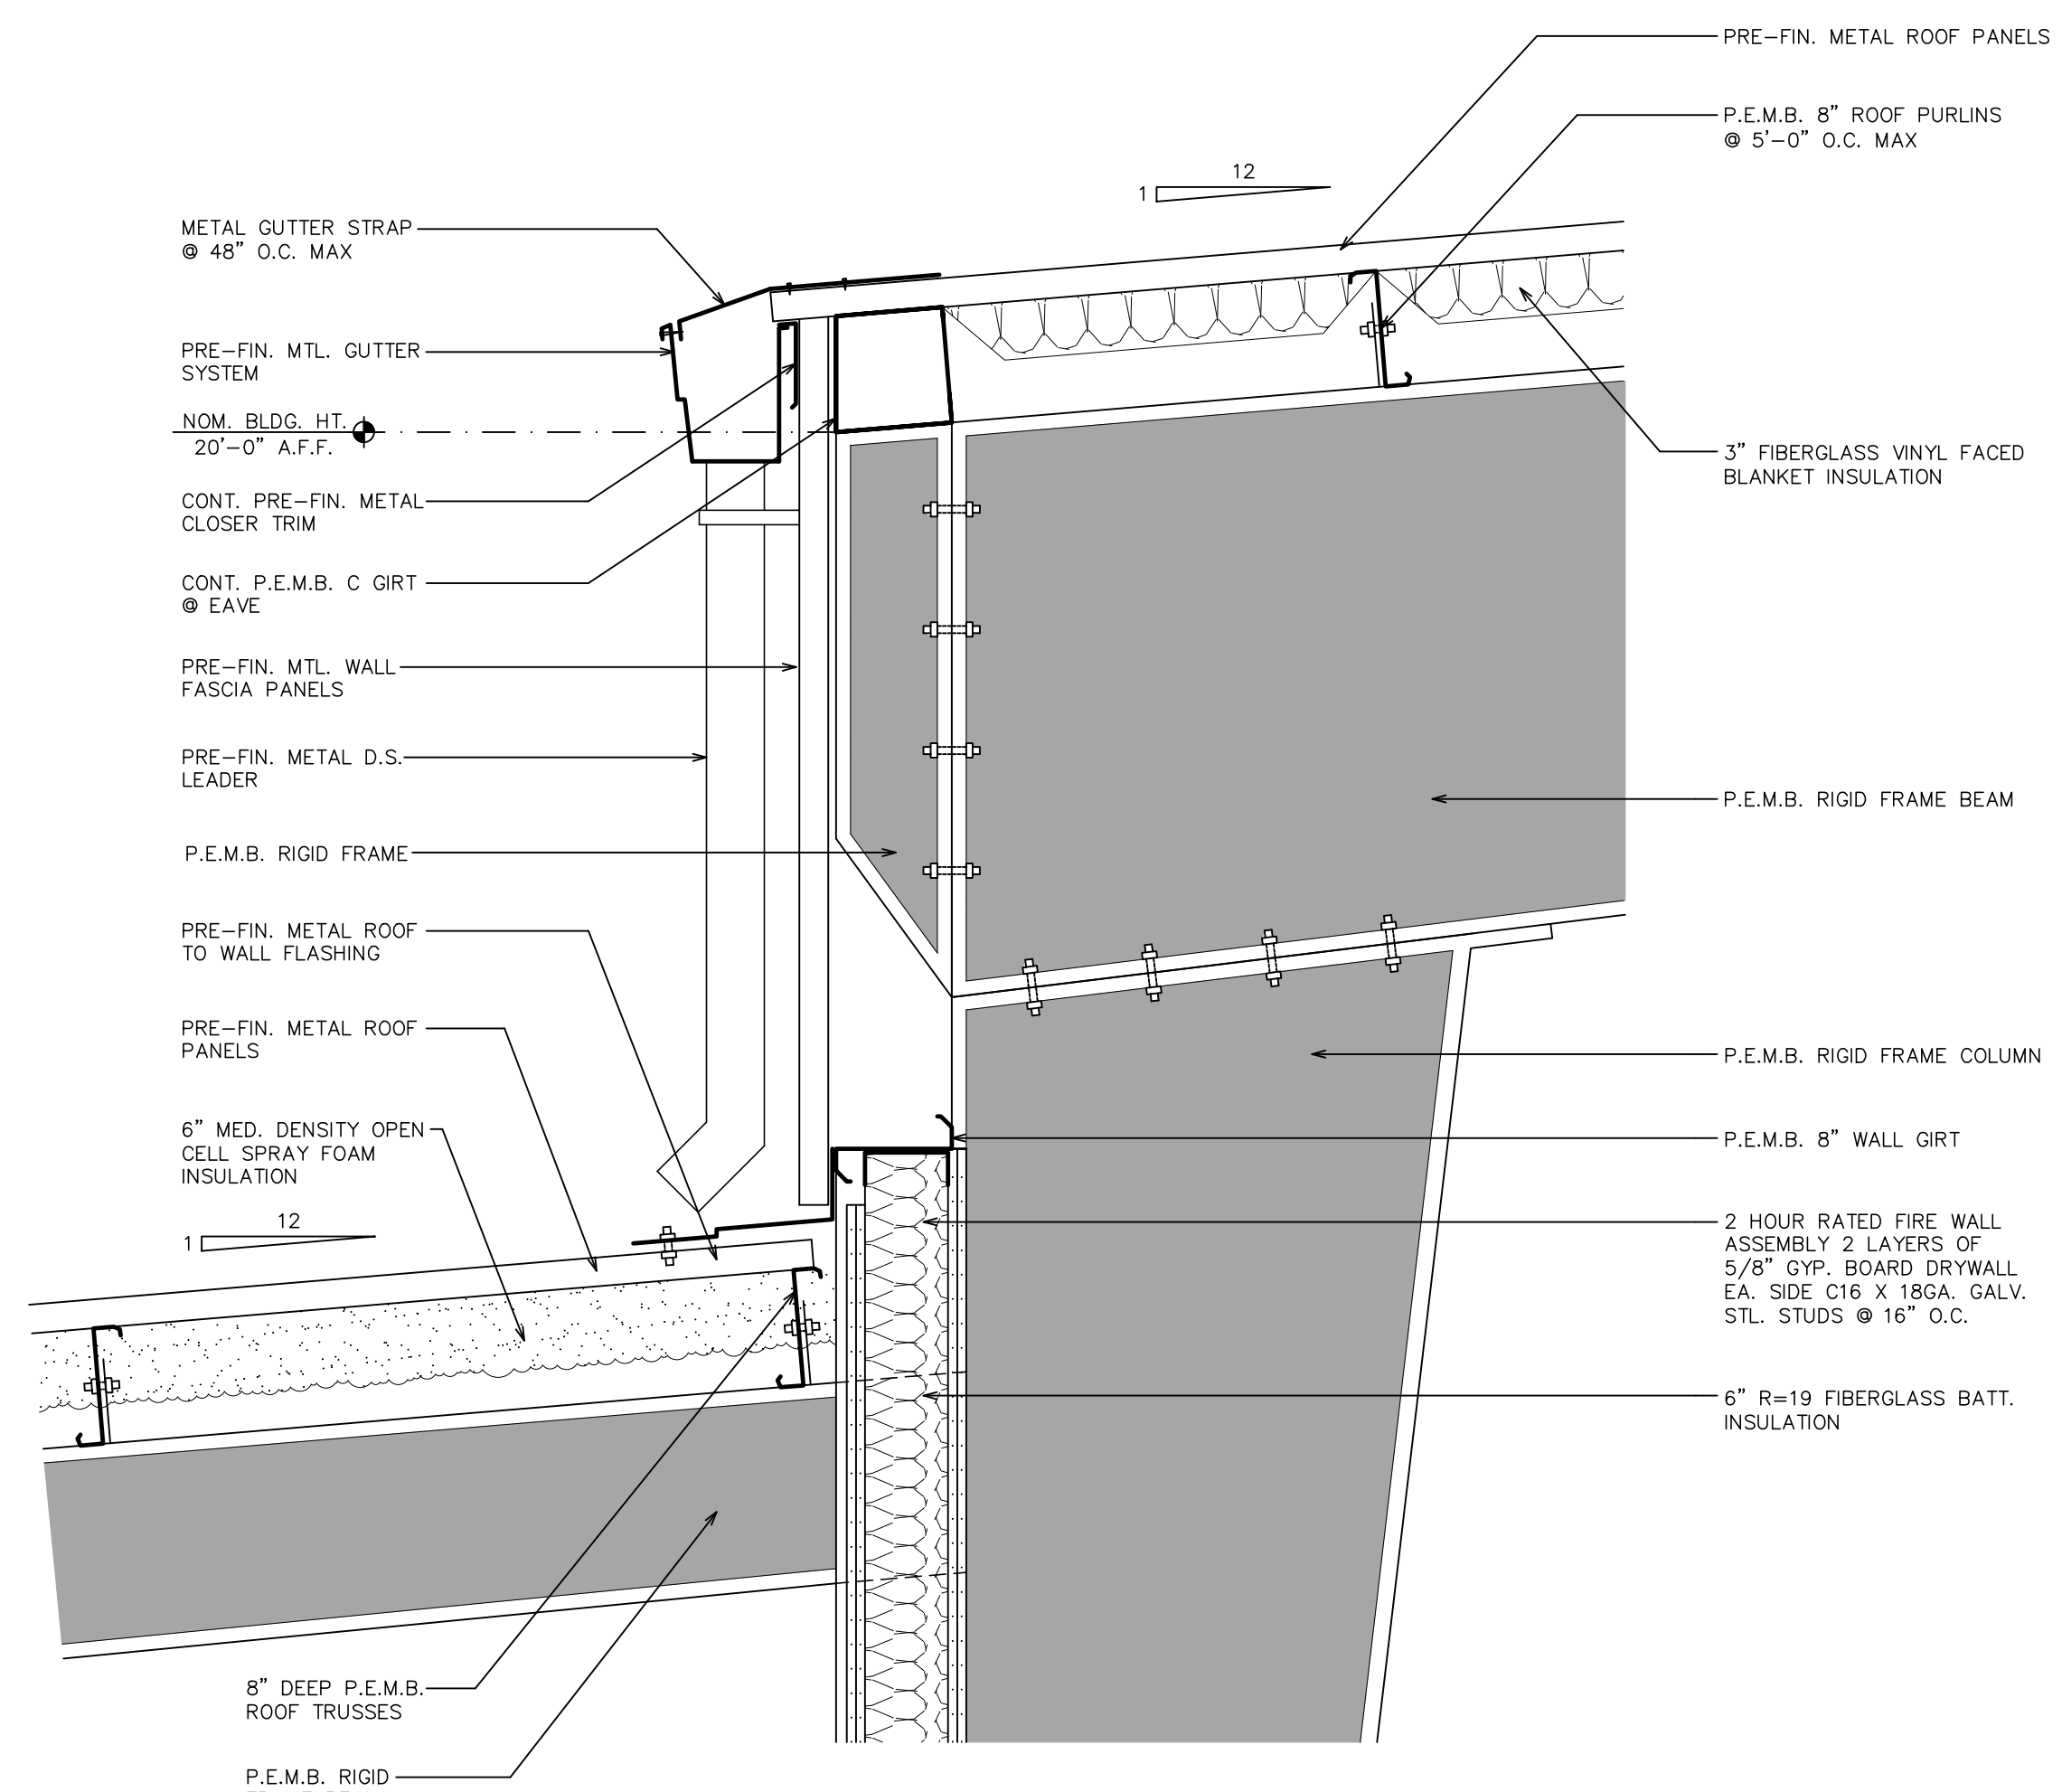 PRE-FIN. METAL ROOF PANELS
P.E.M.B. 8" ROOF PURLINS
@ 5'-0" O.C. MAX
12
1
METAL GUTTER STRAP
@ 48" O.C. MAX
PRE-FIN. MTL. GUTTER
SYSTEM
NOM. BLDG. HT.
20'-0" A.F.F.
3" FIBERGLASS VINYL FACED
BLANKET INSULATION
CONT. PRE-FIN. METAL
CLOSER TRIM
CONT. P.E.M.B. C GIRT
@ EAVE
PRE-FIN. MTL. WALL
FASCIA PANELS
PRE-FIN. METAL D.S.
LEADER
P.E.M.B. RIGID FRAME BEAM
P.E.M.B. RIGID FRAME
PRE-FIN. METAL ROOF
TO WALL FLASHING
PRE-FIN. METAL ROOF
PANELS
P.E.M.B. RIGID FRAME COLUMN
6" MED. DENSITY OPEN
CELL SPRAY FOAM
INSULATION
P.E.M.B. 8" WALL GIRT
12
1
2 HOUR RATED FIRE WALL
ASSEMBLY 2 LAYERS OF
5/8" GYP. BOARD DRYWALL
EA. SIDE C16 X 18GA. GALV.
STL. STUDS @ 16" O.C.
6" R=19 FIBERGLASS BATT.
INSULATION
8" DEEP P.E.M.B.
ROOF TRUSSES
P.E.M.B. RIGID